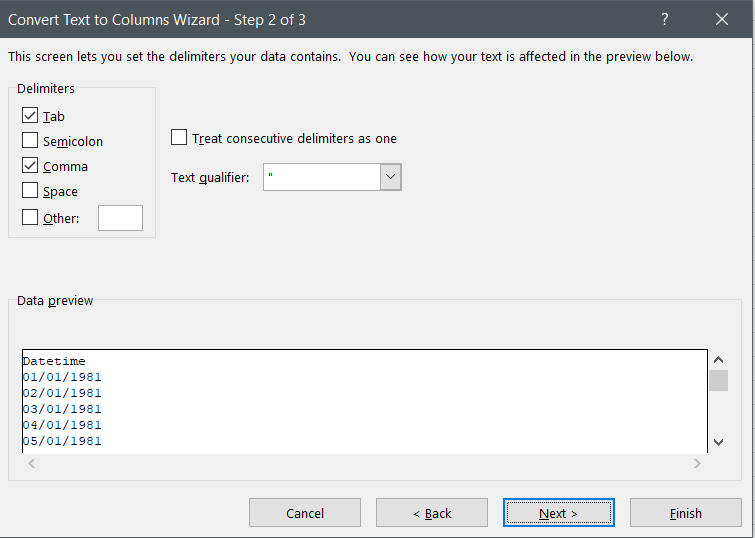 Convert Text to Columns Wizard - Step 2 of 3
?
This screen lets you set the delimiters your data contains. You can see how your text is affected in the preview below.
Delimiters
Tab
Semicolon
Comma
Space
Other:
Treat consecutive delimiters as one
Text qualifier:
"
Data preview
Datetime
01/01/1981
02/01/1981
03/01/1981
04/01/1981
05/01/1981
Cancel
< Back
Next >
Finish